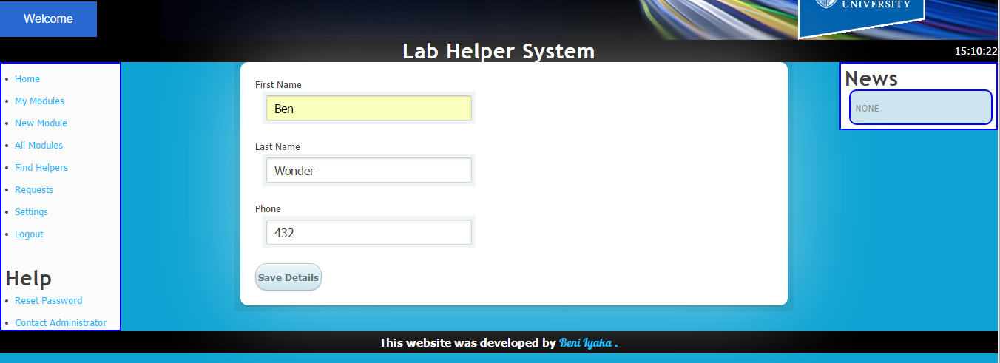 UNIVERSITY
Welcome
Lab Helper System
15:10:22
Home
My Modules
New Module
All Modules
Find Helpers
Requests
Settings
Logout
Help
Reset Password
Contact Administrator
First Name
Ben
Last Name
Wonder
Phone
432
Save Details
News
NONE.
This website was developed by Beni Iyaka .